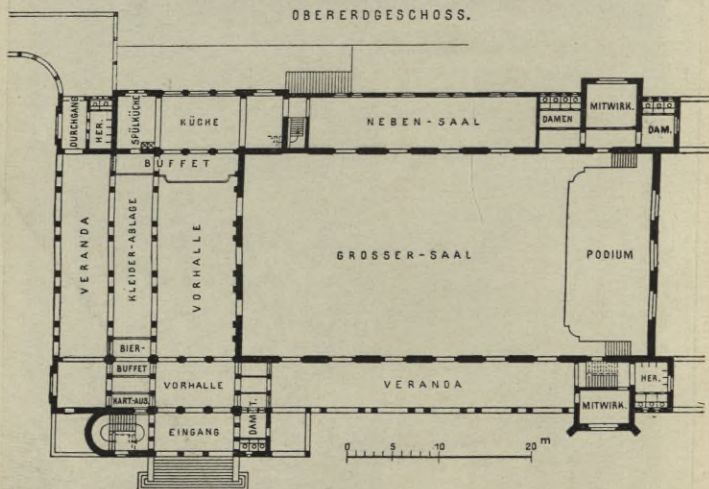 OBERERDGESCHOSS.
DURCHGANG
HER.
SPÜLKÜCHE
KÜCHE
NEBEN-SAAL
DAMEN
MITWIRK.
DAM.
BUFFET
VERANDA
KLEIDER-ABLAGE
VORHALLE
GROSSER-SAAL
PODIUM
BIER-
BUFFET
VORHALLE
VERANDA
HER.
KART-AUS.
DAM. T.
MITWIRK.
EINGANG
0 5 10 20 m